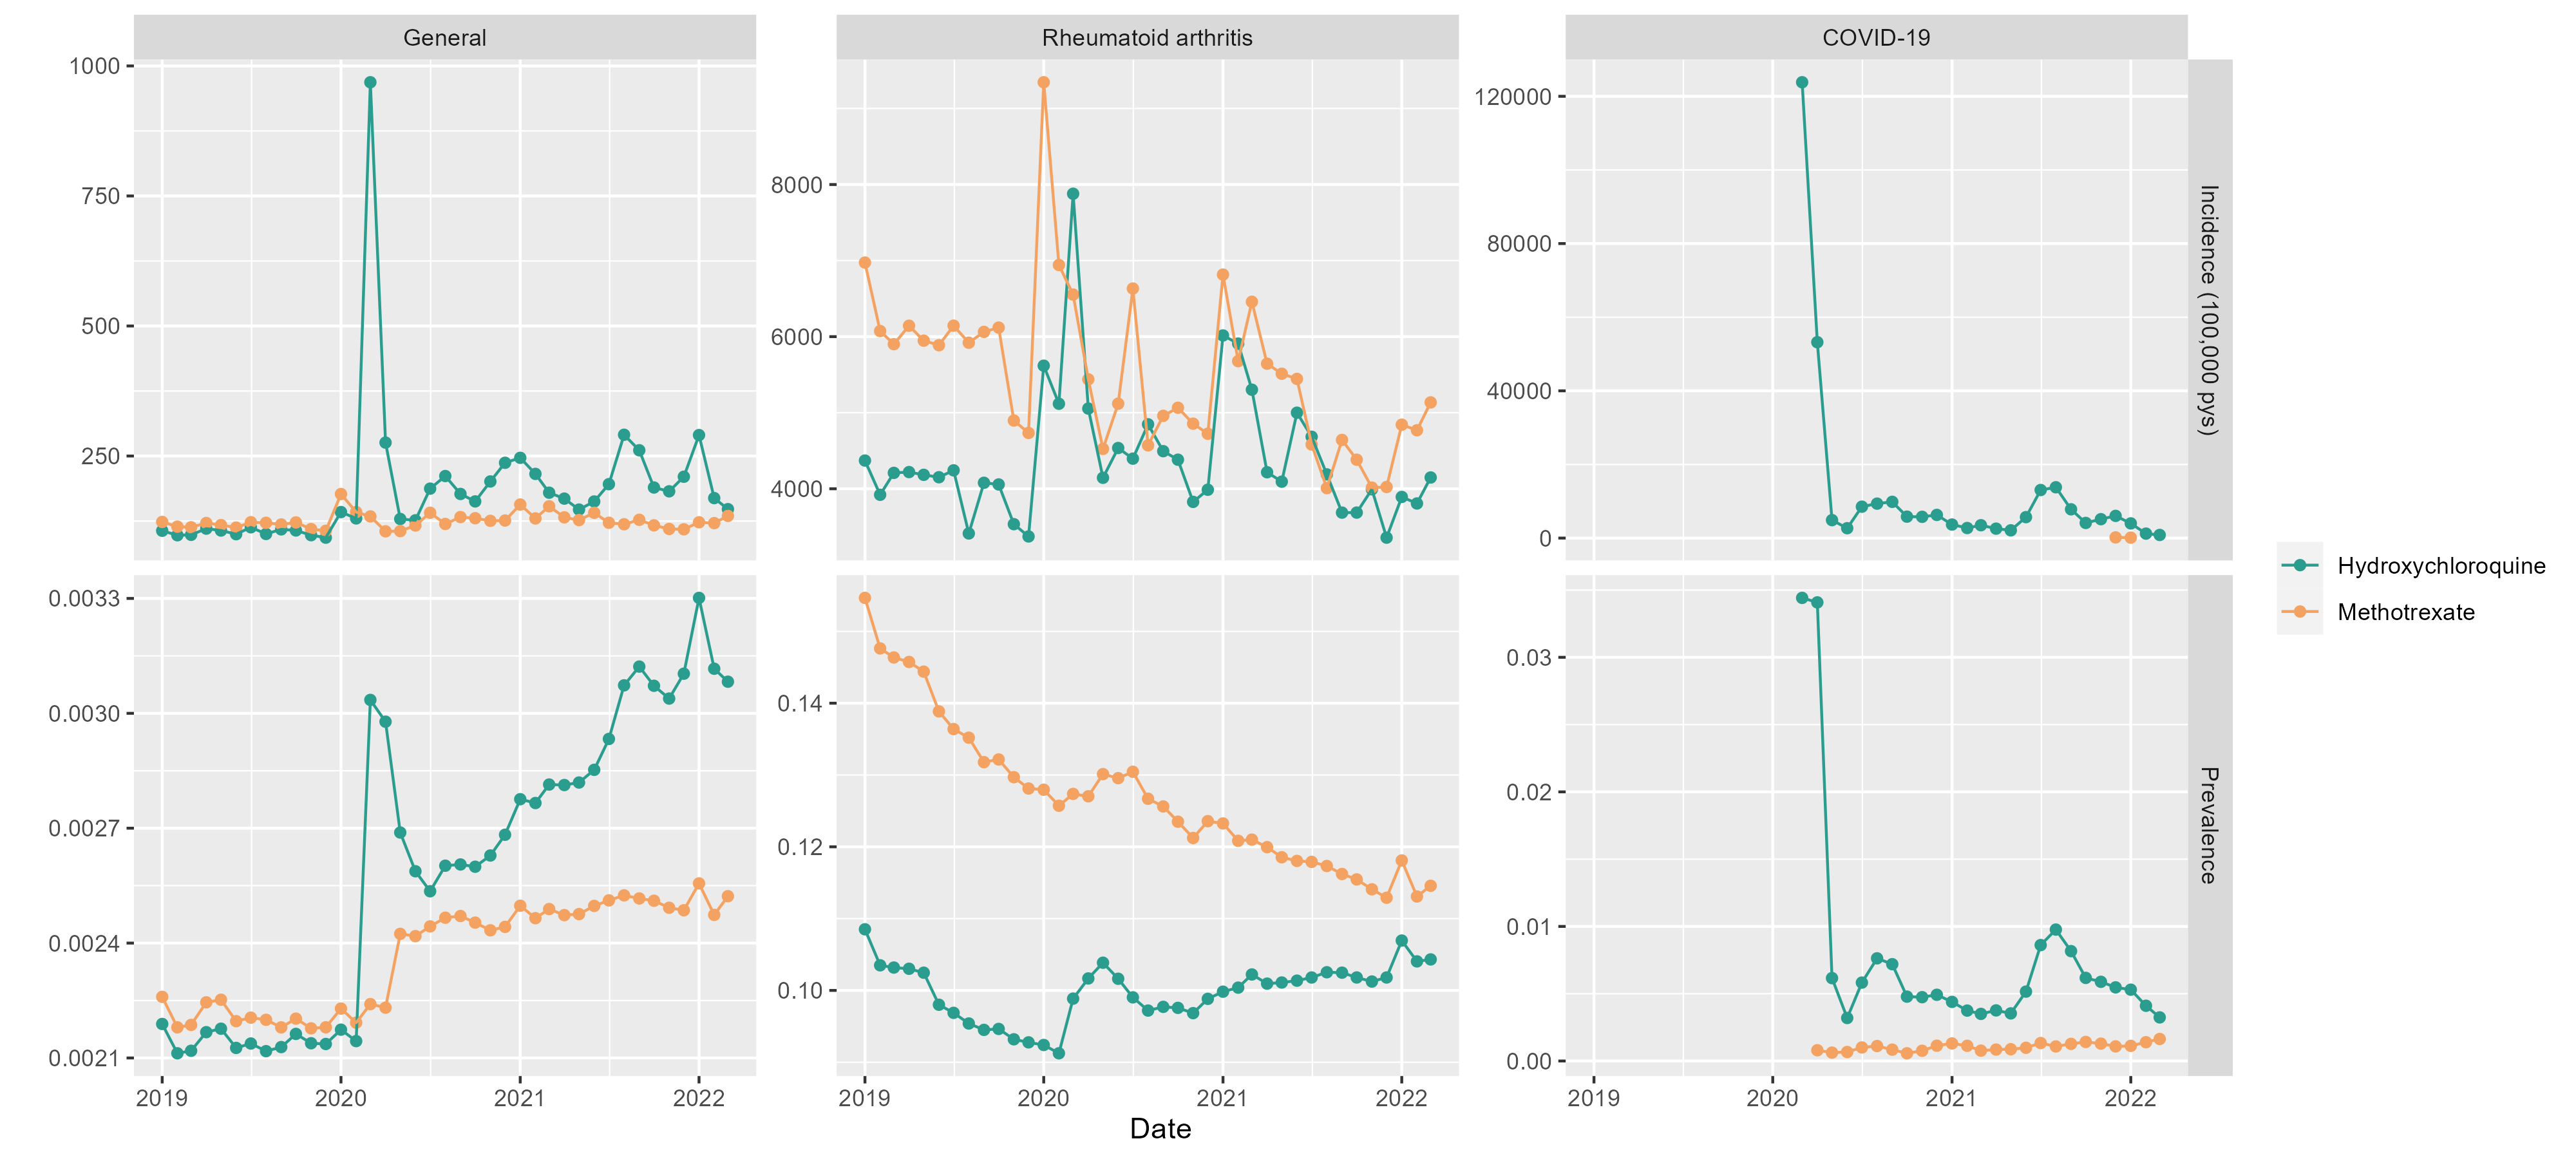 General
Rheumatoid arthritis
COVID-19
1000
750
500
250
8000
6000
4000
120000
80000
40000
0
Incidence (100,000 pys)
0.0033
0.0030
0.0027
0.0024
0.0021
0.14
0.12
0.10
0.03
0.02
0.01
0.00
Prevalence
2019 2020 2021 2022
2019 2020 2021 2022
2019 2020 2021 2022
Date
Hydroxychloroquine
Methotrexate